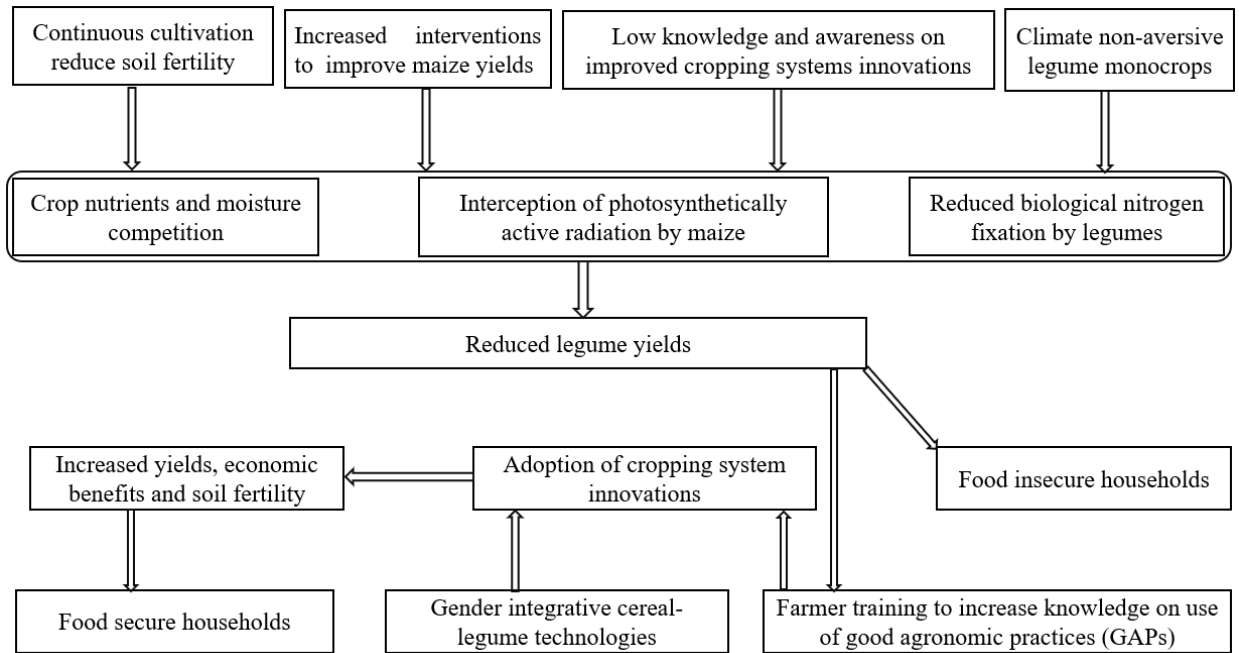 Continuous cultivation
reduce soil fertility
Increased interventions
to improve maize yields
Low knowledge and awareness on
improved cropping systems innovations
Climate non-aversive
legume monocrops
Crop nutrients and moisture
competition
Interception of photosynthetically
active radiation by maize
Reduced biological nitrogen
fixation by legumes
Reduced legume yields
Increased yields, economic
benefits and soil fertility
Adoption of cropping system
innovations
Food insecure households
Food secure households
Gender integrative cereal-
legume technologies
Farmer training to increase knowledge on use
of good agronomic practices (GAPs)